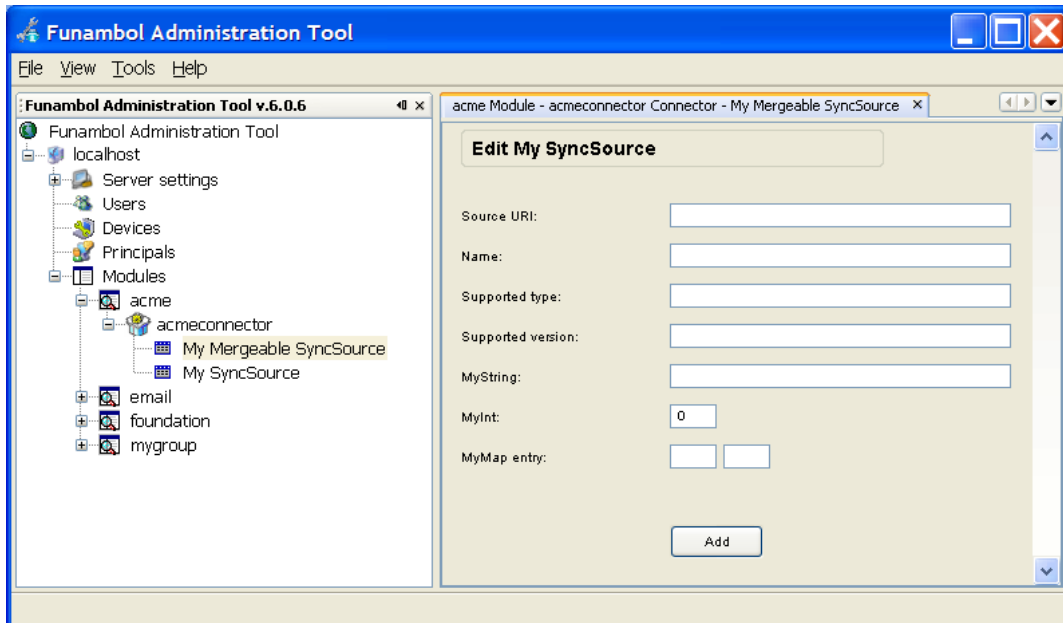 Funambol Administration Tool
File View Tools Help
Funambol Administration Tool v.6.0.6
Funambol Administration Tool
localhost
Server settings
Users
Devices
Principals
Modules
acme
acmeconnector
My Mergeable SyncSource
My SyncSource
email
foundation
mygroup
acme Module - acmeconnector Connector - My Mergeable SyncSource
Edit My SyncSource
Source URI:
Name:
Supported type:
Supported version:
MyString:
MyInt: 0
MyMap entry:
Add